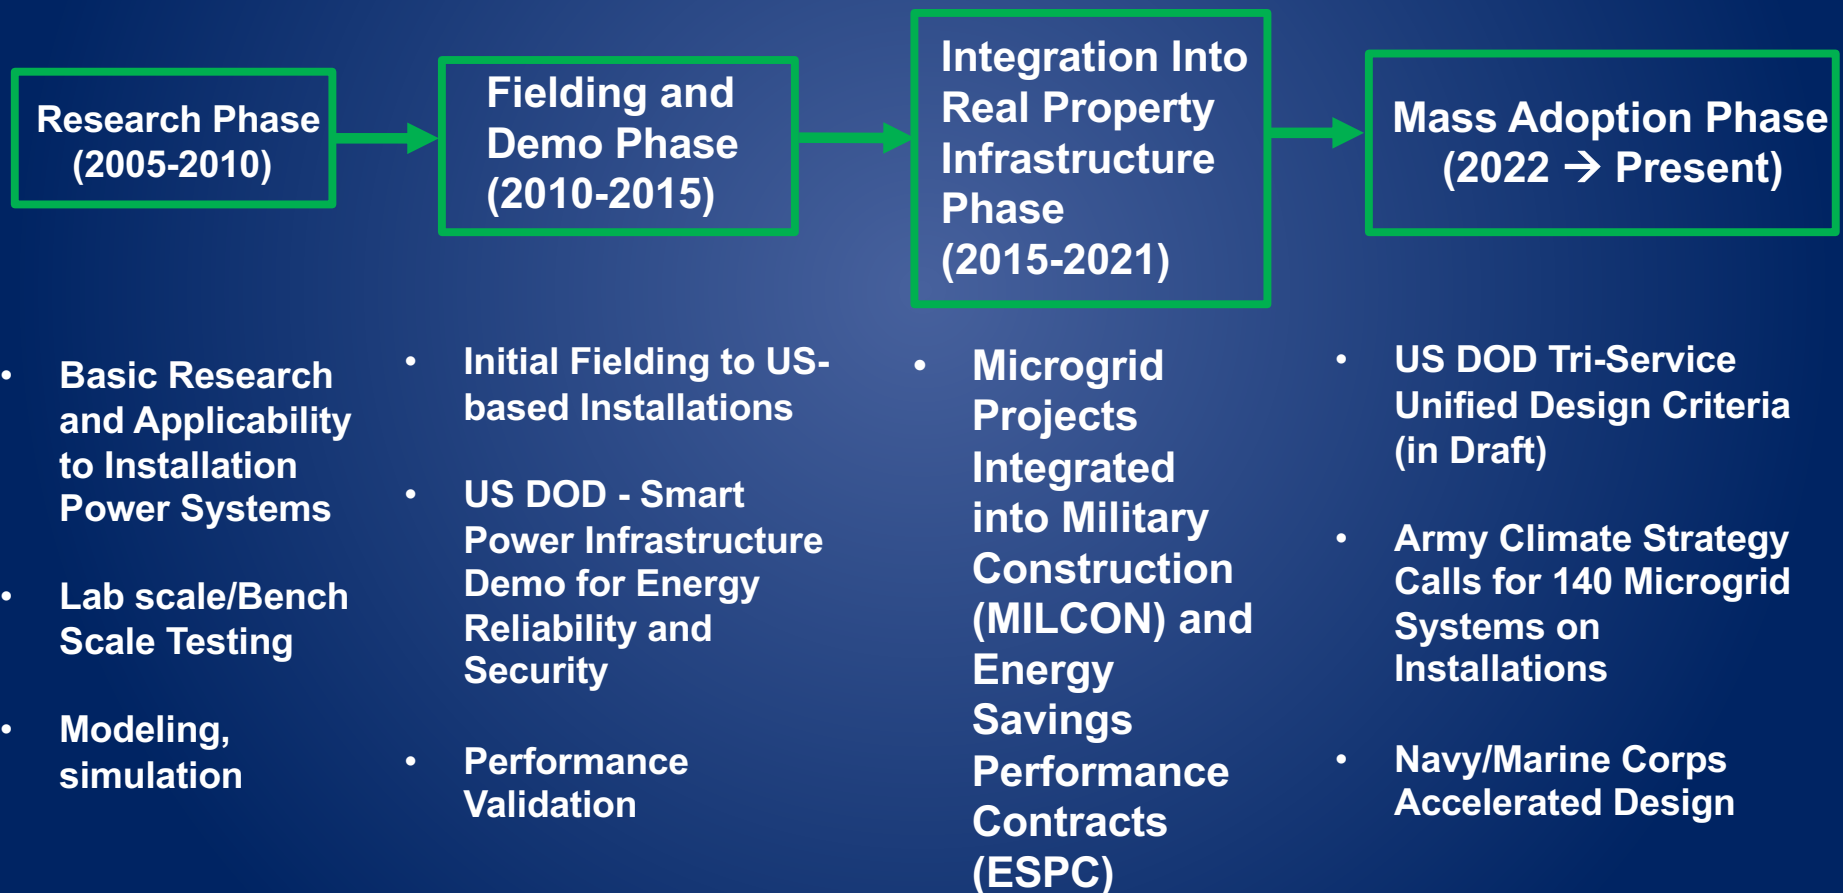 Research Phase
(2005-2010)
Fielding and
Demo Phase
(2010-2015)
Integration Into
Real Property
Infrastructure
Phase
(2015-2021)
Mass Adoption Phase
(2022 → Present)
• Basic Research
and Applicability
to Installation
Power Systems
• Lab scale/Bench
Scale Testing
• Modeling,
simulation
• Initial Fielding to US-
based Installations
• US DOD - Smart
Power Infrastructure
Demo for Energy
Reliability and
Security
• Performance
Validation
• Microgrid
Projects
Integrated
into Military
Construction
(MILCON) and
Energy
Savings
Performance
Contracts
(ESPC)
• US DOD Tri-Service
Unified Design Criteria
(in Draft)
• Army Climate Strategy
Calls for 140 Microgrid
Systems on
Installations
• Navy/Marine Corps
Accelerated Design